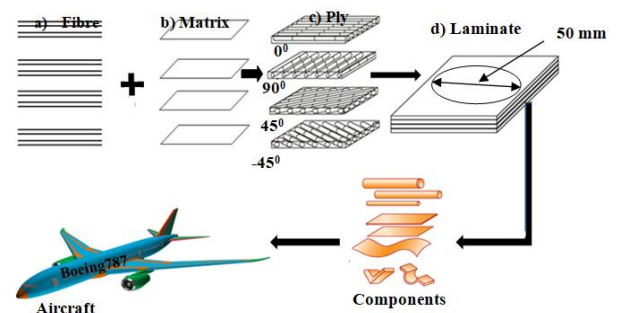 a) Fibre
b) Matrix
c) Ply
d) Laminate
50 mm
0⁰
90⁰
45⁰
-45⁰
Boeing787
Aircraft
Components